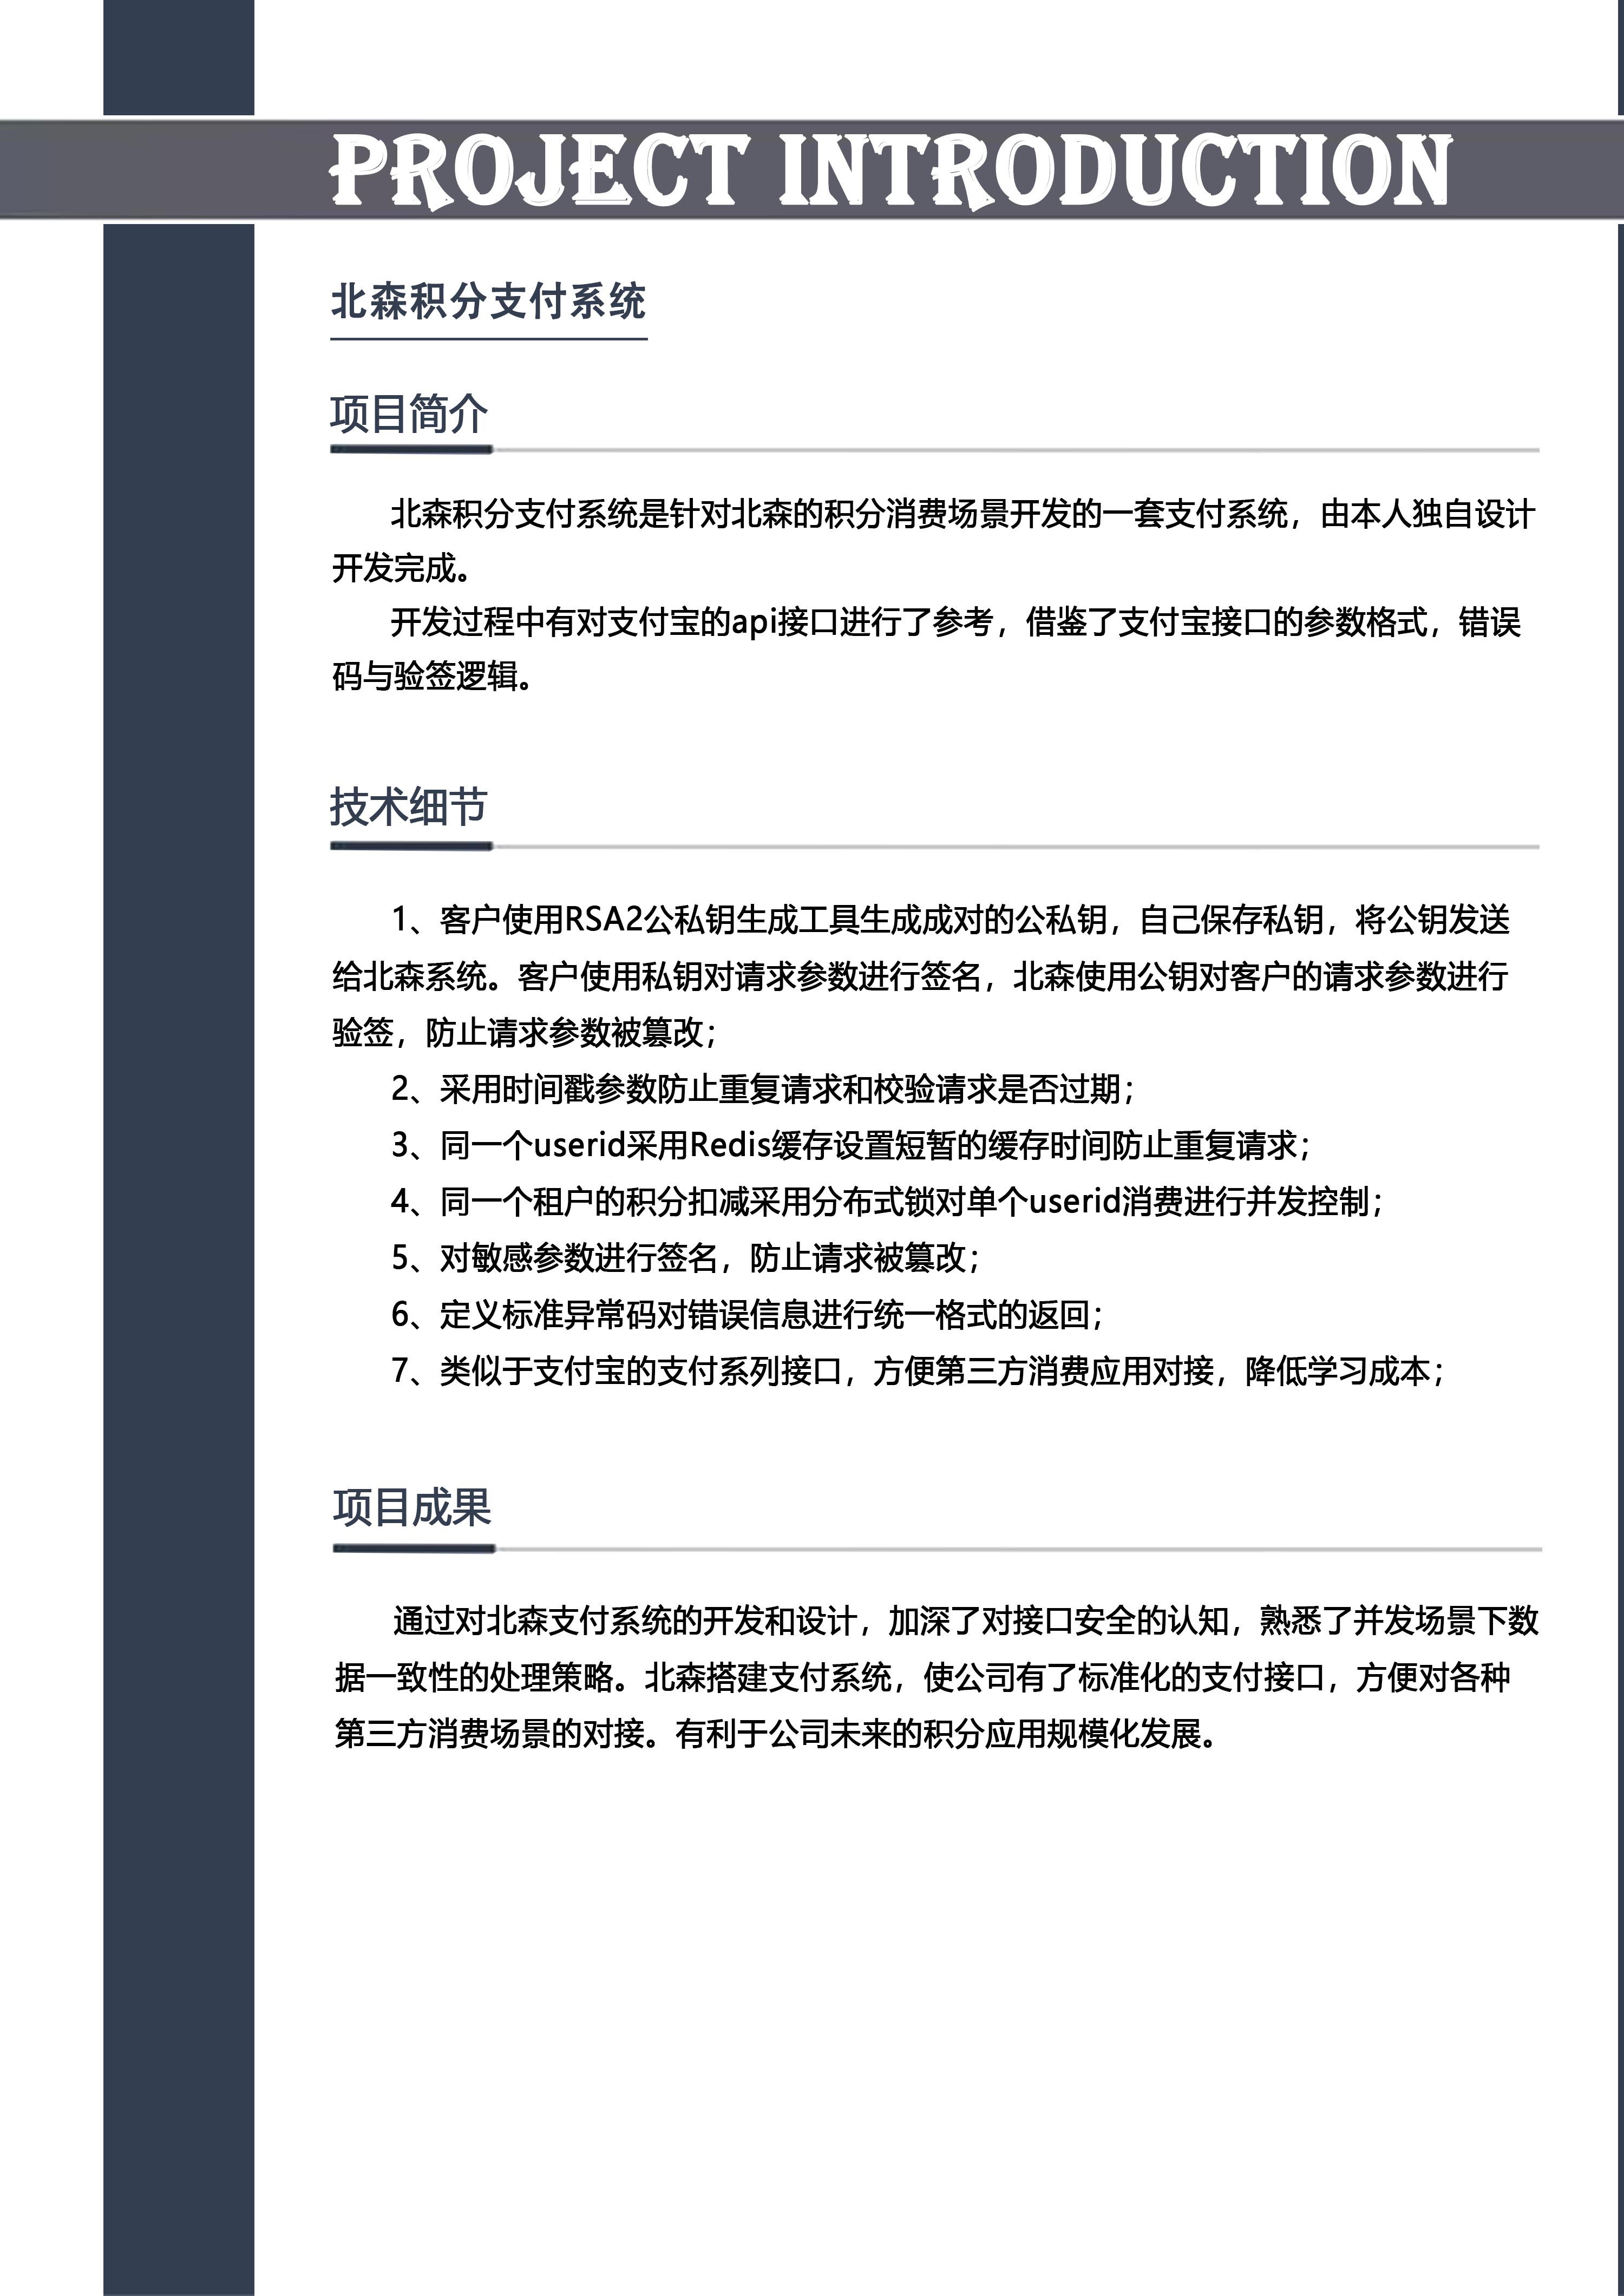 PROJECT INTRODUCTION
北森积分支付系统
项目简介
北森积分支付系统是针对北森的积分消费场景开发的一套支付系统，由本人独自设计
开发完成。
开发过程中有对支付宝的api接口进行了参考，借鉴了支付宝接口的参数格式，错误
码与验签逻辑。
技术细节
1、客户使用RSA2公私钥生成工具生成成对的公私钥，自己保存私钥，将公钥发送
给北森系统。客户使用私钥对请求参数进行签名，北森使用公钥对客户的请求参数进行
验签，防止请求参数被篡改；
2、采用时间戳参数防止重复请求和校验请求是否过期；
3、同一个userid采用Redis缓存设置短暂的缓存时间防止重复请求；
4、同一个租户的积分扣减采用分布式锁对单个userid消费进行并发控制；
5、对敏感参数进行签名，防止请求被篡改；
6、定义标准异常码对错误信息进行统一格式的返回；
7、类似于支付宝的支付系列接口，方便第三方消费应用对接，降低学习成本；
项目成果
通过对北森支付系统的开发和设计，加深了对接口安全的认知，熟悉了并发场景下数
据一致性的处理策略。北森搭建支付系统，使公司有了标准化的支付接口，方便对各种
第三方消费场景的对接。有利于公司未来的积分应用规模化发展。